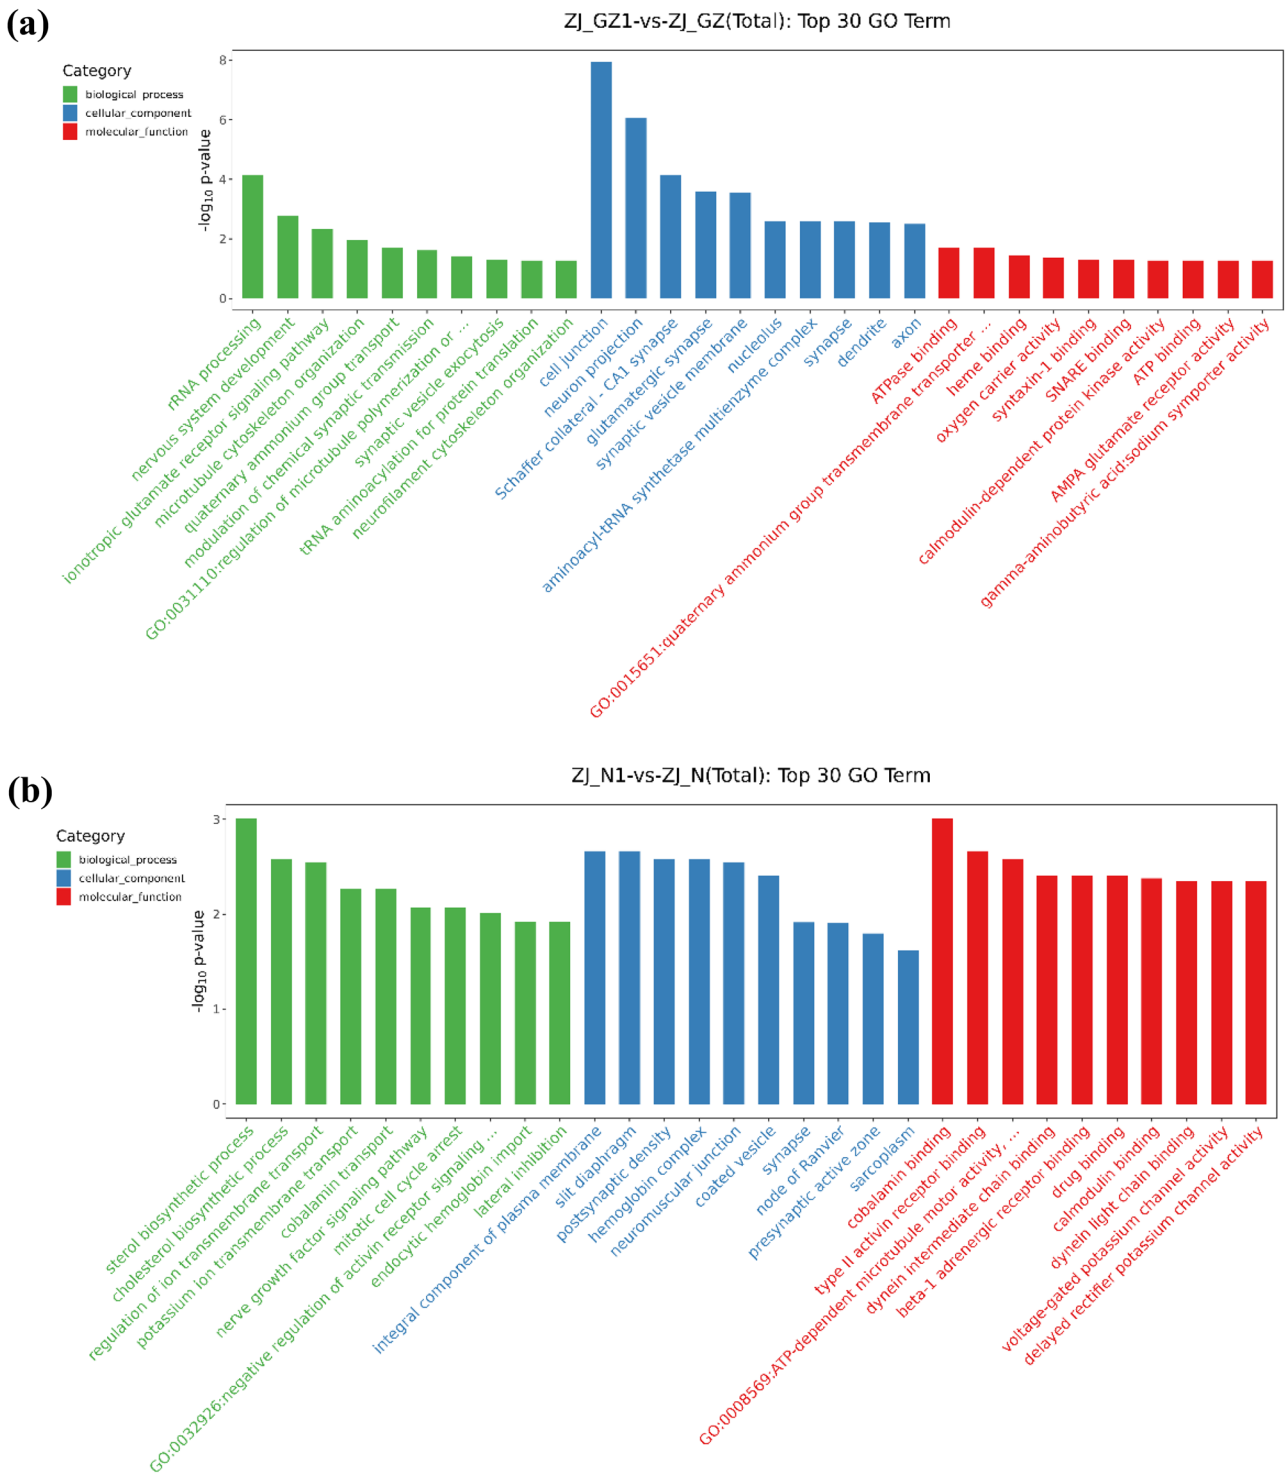 (a)
ZJ_GZ1-vs-ZJ_GZ(Total): Top 30 GO Term
Category
biological_process
cellular_component
molecular_function
-log10 p-value
8
6
4
2
0
rRNA processing
nervous system development
ionotropic glutamate receptor signaling pathway
microtubule cytoskeleton organization
quaternary ammonium group transport
modulation of chemical synaptic transmission
GO:0031110:regulation of microtubule polymerization or ...
synaptic vesicle exocytosis
tRNA aminoacylation for protein translation
neurofilament cytoskeleton organization
cell junction
neuron projection
Schaffer collateral - CA1 synapse
glutamatergic synapse
synaptic vesicle membrane
nucleolus
aminoacyl-tRNA synthetase multienzyme complex
synapse
dendrite
axon
ATPase binding
GO:0015651:quaternary ammonium group transmembrane transporter ...
heme binding
oxygen carrier activity
syntaxin-1 binding
SNARE binding
calmodulin-dependent protein kinase activity
ATP binding
AMPA glutamate receptor activity
gamma-aminobutyric acid:sodium symporter activity
(b)
ZJ_N1-vs-ZJ_N(Total): Top 30 GO Term
Category
biological_process
cellular_component
molecular_function
-log10 p-value
3
2
1
0
sterol biosynthetic process
cholesterol biosynthetic process
regulation of ion transmembrane transport
potassium ion transmembrane transport
cobalamin transport
nerve growth factor signaling pathway
mitotic cell cycle arrest
GO:0032926:negative regulation of activin receptor signaling ...
endocytic hemoglobin import
lateral inhibition
integral component of plasma membrane
slit diaphragm
postsynaptic density
hemoglobin complex
neuromuscular junction
coated vesicle
synapse
node of Ranvier
presynaptic active zone
sarcoplasm
cobalamin binding
type II activin receptor binding
GO:0008569:ATP-dependent microtubule motor activity, ...
dynein intermediate chain binding
beta-1 adrenergic receptor binding
drug binding
calmodulin binding
dynein light chain binding
voltage-gated potassium channel activity
delayed rectifier potassium channel activity